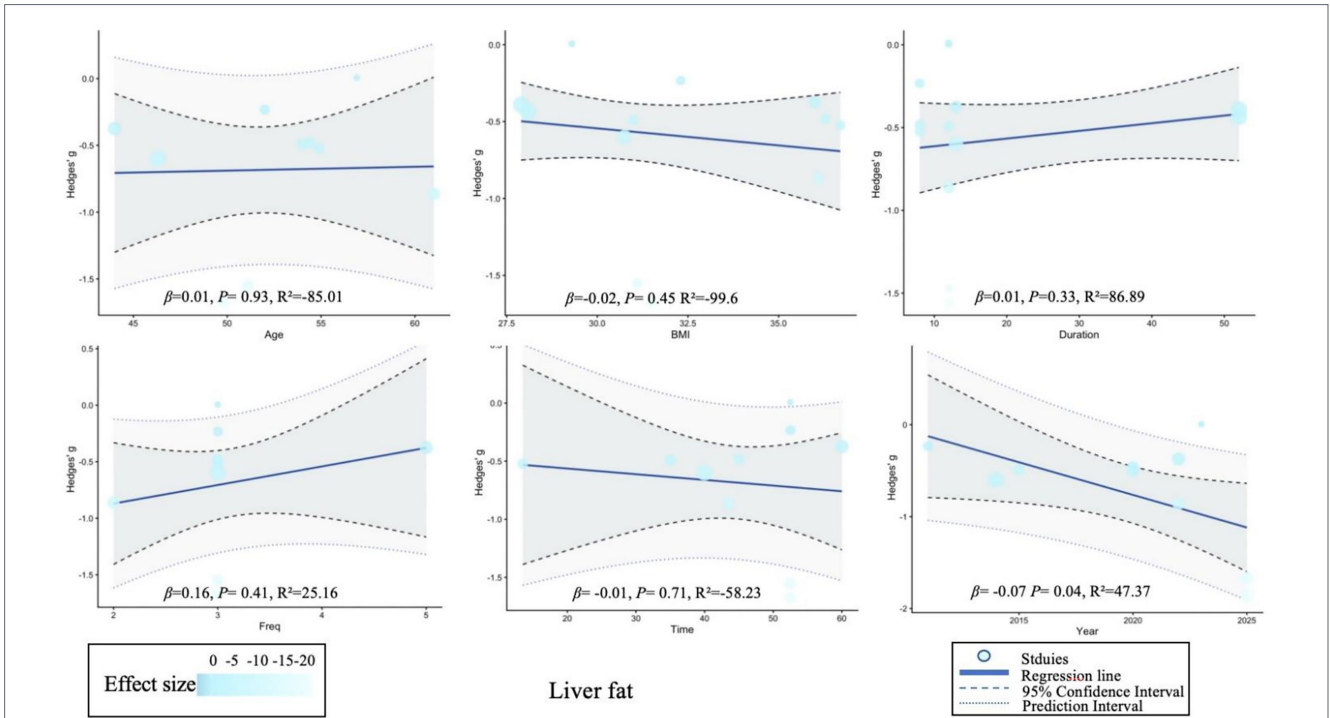 0.0
-0.5
-1.0
-1.5
Hedges' g
β=0.01, P= 0.93, R²=-85.01
45 50 55 60
Age
0.0
-0.5
-1.0
-1.5
Hedges' g
β=-0.02, P= 0.45 R²=-99.6
27.5 30.0 32.5 35.0
BMI
0.0
-0.5
-1.0
-1.5
Hedges' g
β=0.01, P=0.33, R²=86.89
10 20 30 40 50
Duration
0.5
0.0
-0.5
-1.0
-1.5
Hedges' g
β=0.16, P= 0.41, R²=25.16
2 3 4 5
Freq
0.5
0.0
-0.5
-1.0
-1.5
Hedges' g
β= -0.01, P= 0.71, R²=-58.23
20 30 40 50 60
Time
0
-1
-2
Hedges' g
β= -0.07 P= 0.04, R²=47.37
2015 2020 2025
Year
0 -5 -10 -15-20
Effect size
Liver fat
Stduies
Regression line
95% Confidence Interval
Prediction Interval